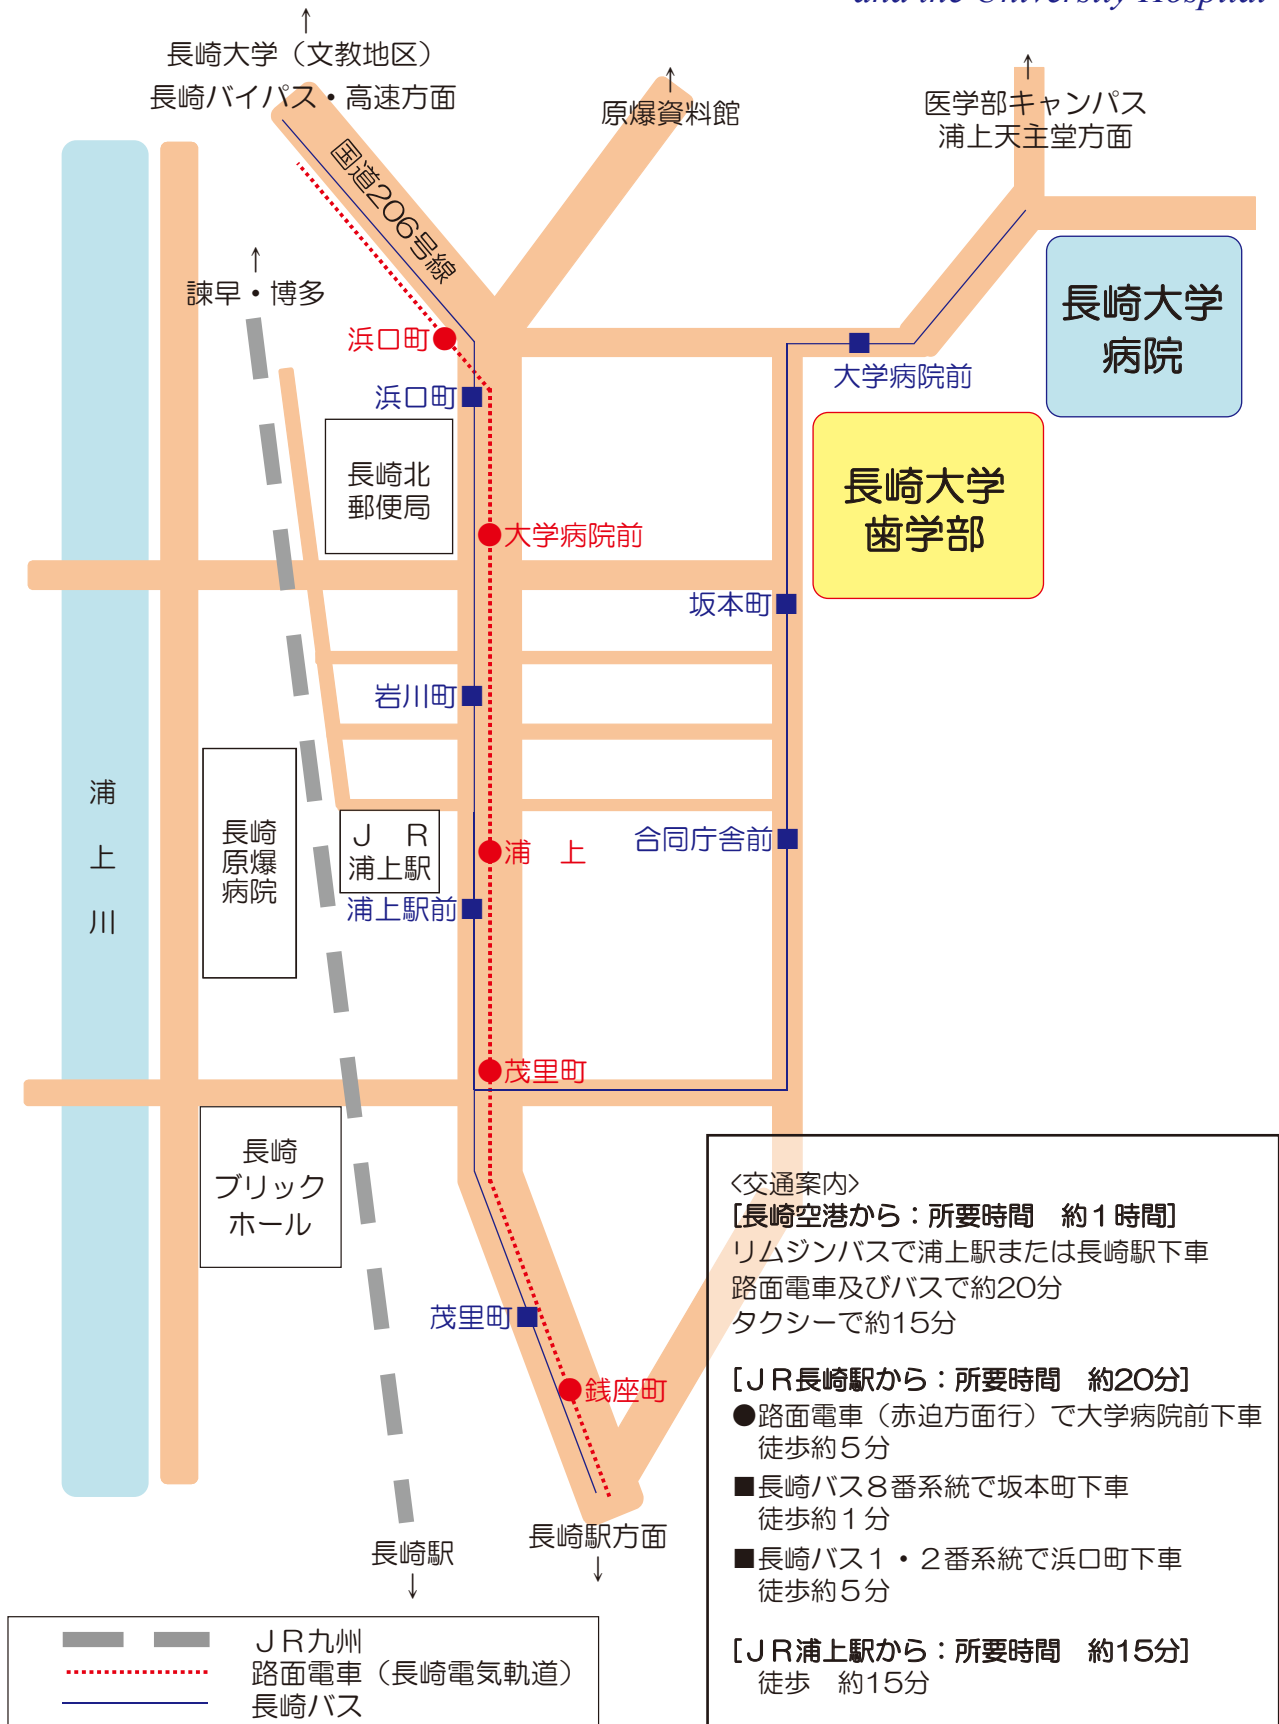 and the University Hospital
↑
長崎大学（文教地区）
長崎バイパス・高速方面
↑
原爆資料館
↑
医学部キャンパス
浦上天主堂方面
国道206号線
↑
諫早・博多
浜口町
浜口町
大学病院前
長崎大学
病院
長崎北
郵便局
大学病院前
長崎大学
歯学部
坂本町
岩川町
浦上川
長崎
原爆
病院
ＪＲ
浦上駅
浦　上
合同庁舎前
浦上駅前
茂里町
長崎
ブリック
ホール
茂里町
銭座町
長崎駅
↓
長崎駅方面
↓
〈交通案内〉
[長崎空港から：所要時間　約１時間]
リムジンバスで浦上駅または長崎駅下車
路面電車及びバスで約20分
タクシーで約15分
[ＪＲ長崎駅から：所要時間　約20分]
●路面電車（赤迫方面行）で大学病院前下車
徒歩約５分
■長崎バス８番系統で坂本町下車
徒歩約１分
■長崎バス１・２番系統で浜口町下車
徒歩約５分
[ＪＲ浦上駅から：所要時間　約15分]
徒歩　約15分
ＪＲ九州
路面電車（長崎電気軌道）
長崎バス